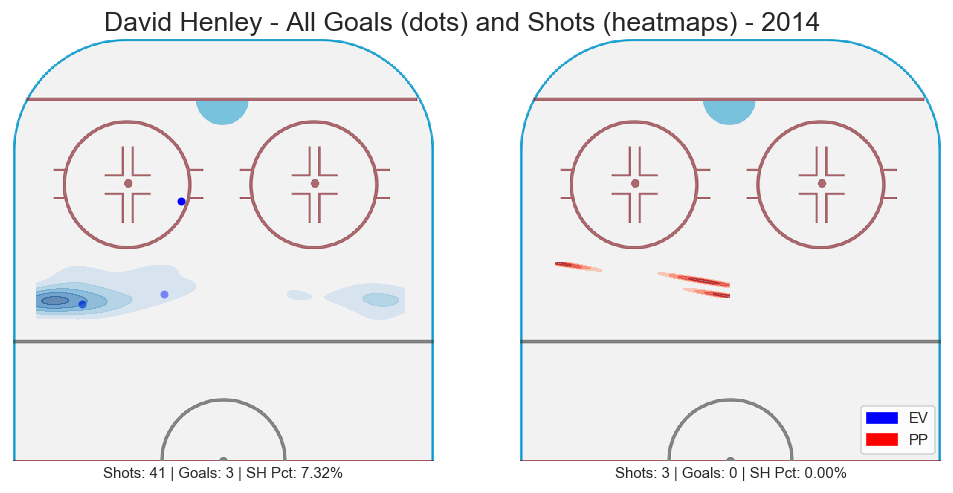 David Henley - All Goals (dots) and Shots (heatmaps) - 2014
EV
PP
Shots: 41 | Goals: 3 | SH Pct: 7.32%
Shots: 3 | Goals: 0 | SH Pct: 0.00%